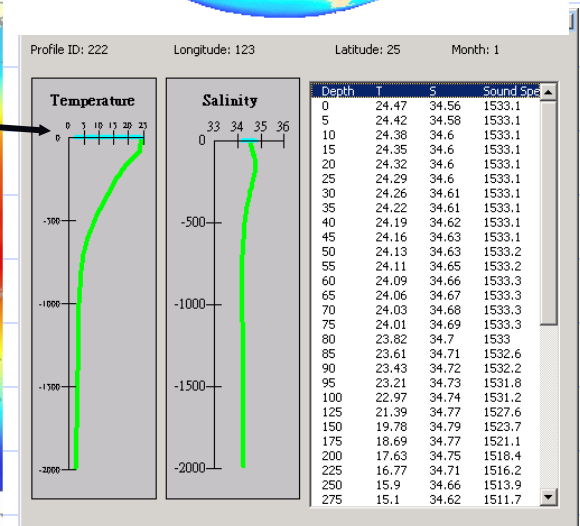 Profile ID: 222 Longitude: 123 Latitude: 25 Month: 1
Temperature
0 5 10 15 20 25
0
-500
-1000
-1500
-2000
Salinity
33 34 35 36
0
-500
-1000
-1500
-2000
Depth T S Sound Spe
0 24.47 34.56 1533.1
5 24.42 34.58 1533.1
10 24.38 34.6 1533.1
15 24.35 34.6 1533.1
20 24.32 34.6 1533.1
25 24.29 34.6 1533.1
30 24.26 34.61 1533.1
35 24.22 34.61 1533.1
40 24.19 34.62 1533.1
45 24.16 34.63 1533.1
50 24.13 34.63 1533.2
55 24.11 34.65 1533.2
60 24.09 34.66 1533.3
65 24.06 34.67 1533.3
70 24.03 34.68 1533.3
75 24.01 34.69 1533.3
80 23.82 34.7 1533
85 23.61 34.71 1532.6
90 23.43 34.72 1532.2
95 23.21 34.73 1531.8
100 22.97 34.74 1531.2
125 21.39 34.77 1527.6
150 19.78 34.79 1523.7
175 18.69 34.77 1521.1
200 17.63 34.75 1518.4
225 16.77 34.71 1516.2
250 15.9 34.66 1513.9
275 15.1 34.62 1511.7